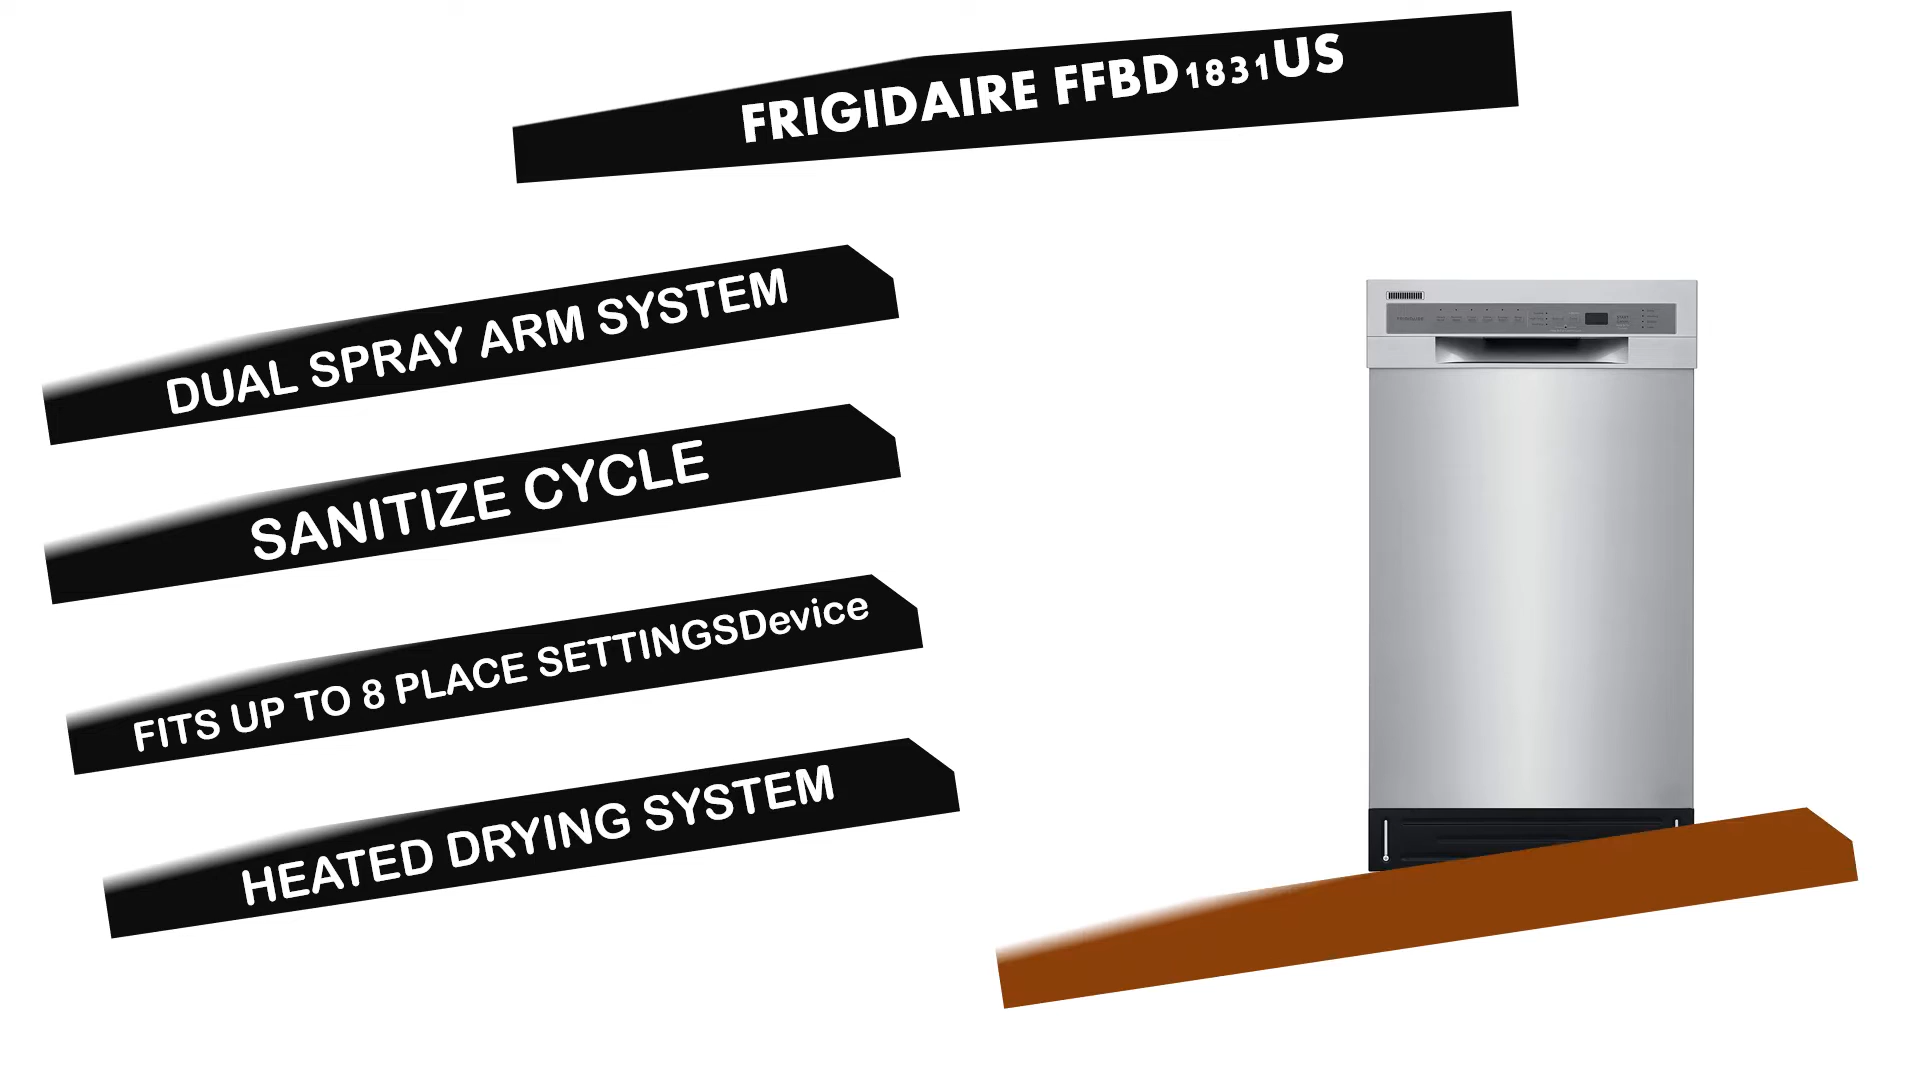 FRIGIDAIRE FFBD1831US
DUAL SPRAY ARM SYSTEM
SANITIZE CYCLE
FITS UP TO 8 PLACE SETTINGSDevice
HEATED DRYING SYSTEM